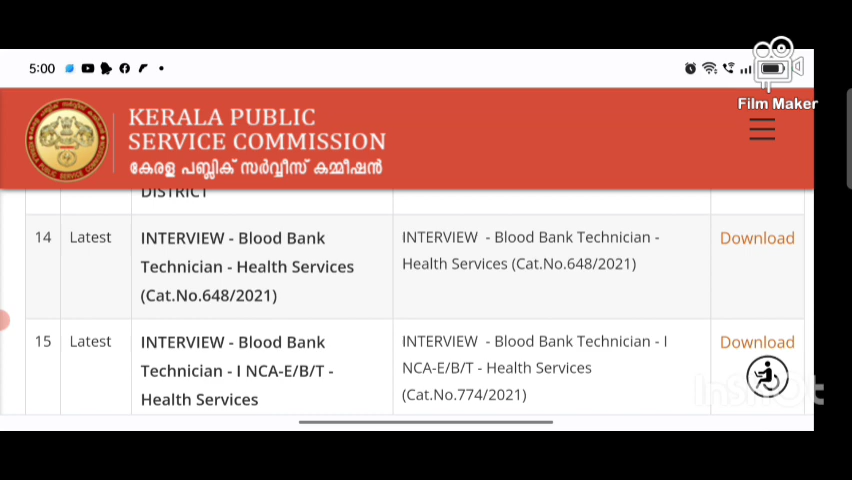 5:00
Film Maker
KERALA PUBLIC
SERVICE COMMISSION
കേരള പബ്ലിക് സർവ്വീസ് കമ്മീഷൻ
DISTRICT
14 Latest INTERVIEW - Blood Bank INTERVIEW - Blood Bank Technician - Download
Technician - Health Services Health Services (Cat.No.648/2021)
(Cat.No.648/2021)
15 Latest INTERVIEW - Blood Bank INTERVIEW - Blood Bank Technician - I Download
Technician - I NCA-E/B/T - NCA-E/B/T - Health Services
Health Services (Cat.No.774/2021)
InShOt